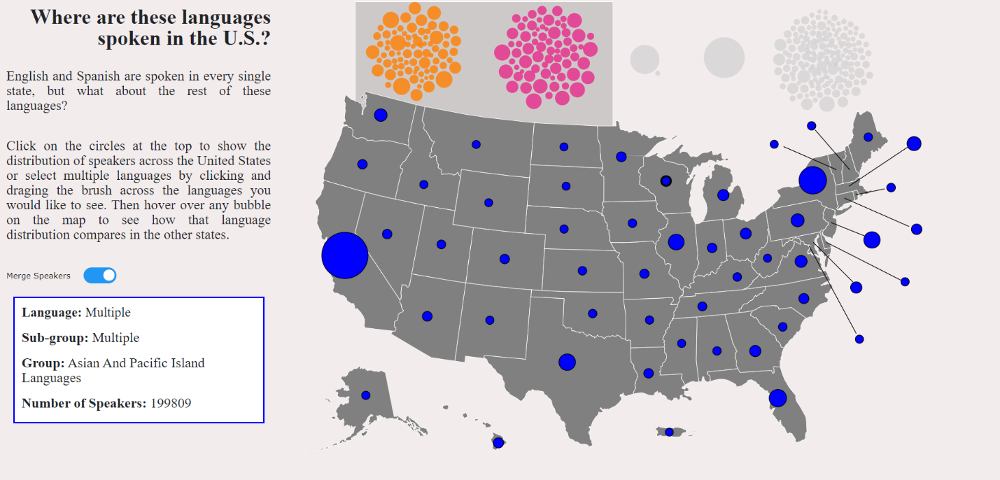 Where are these languages
spoken in the U.S.?
English and Spanish are spoken in every single
state, but what about the rest of these
languages?
Click on the circles at the top to show the
distribution of speakers across the United States
or select multiple languages by clicking and
draging the brush across the languages you
would like to see. Then hover over any bubble
on the map to see how that language
distribution compares in the other states.
Merge Speakers
Language: Multiple
Sub-group: Multiple
Group: Asian And Pacific Island
Languages
Number of Speakers: 199809